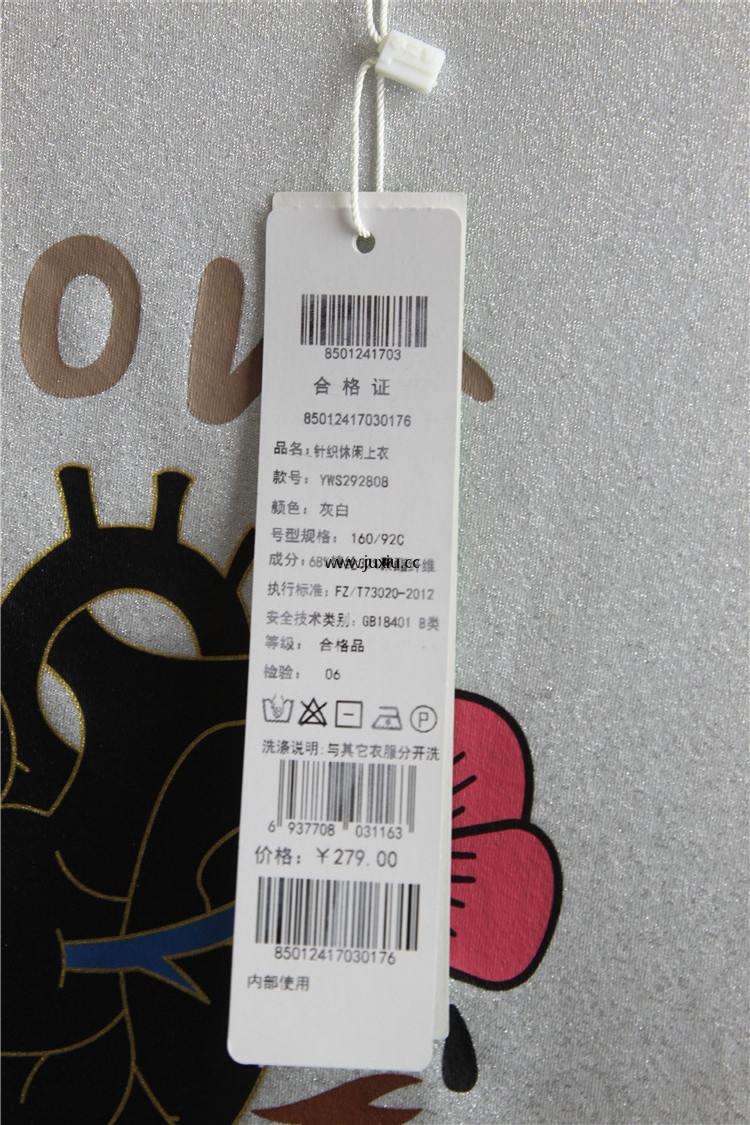 8501241703
合格证
85012417030176
品名：针织休闲上衣
款号：YWS292808
颜色：灰白
号型规格：160/92C
成分：68% 纤维
www.juxiu.cc
执行标准：FZ/T73020-2012
安全技术类别：GB18401 B类
等级：合格品
检验：06
P
洗涤说明:与其它衣服分开洗
6 937708 031163
价格：￥279.00
85012417030176
内部使用